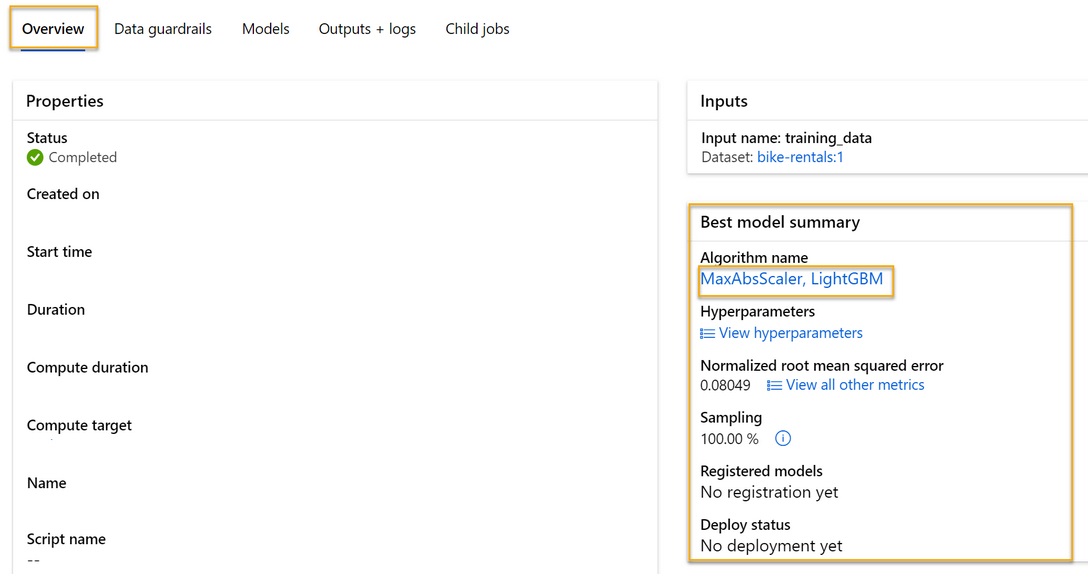 Overview Data guardrails Models Outputs + logs Child jobs
Properties
Status
Completed
Created on
Start time
Duration
Compute duration
Compute target
Name
Script name
--
Inputs
Input name: training_data
Dataset: bike-rentals:1
Best model summary
Algorithm name
MaxAbsScaler, LightGBM
Hyperparameters
View hyperparameters
Normalized root mean squared error
0.08049 View all other metrics
Sampling
100.00 %
Registered models
No registration yet
Deploy status
No deployment yet